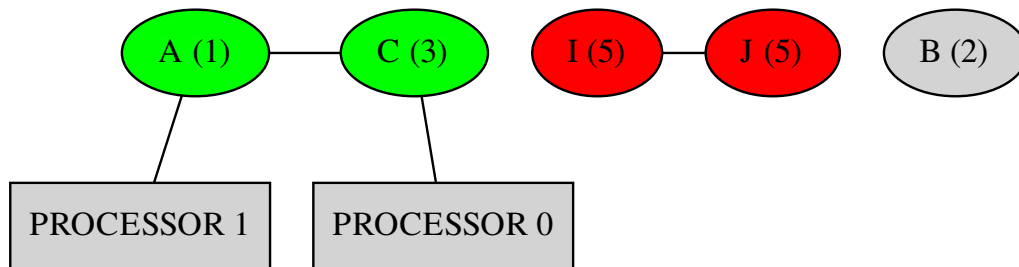 A (1)
C (3)
I (5)
J (5)
B (2)
PROCESSOR 1
PROCESSOR 0